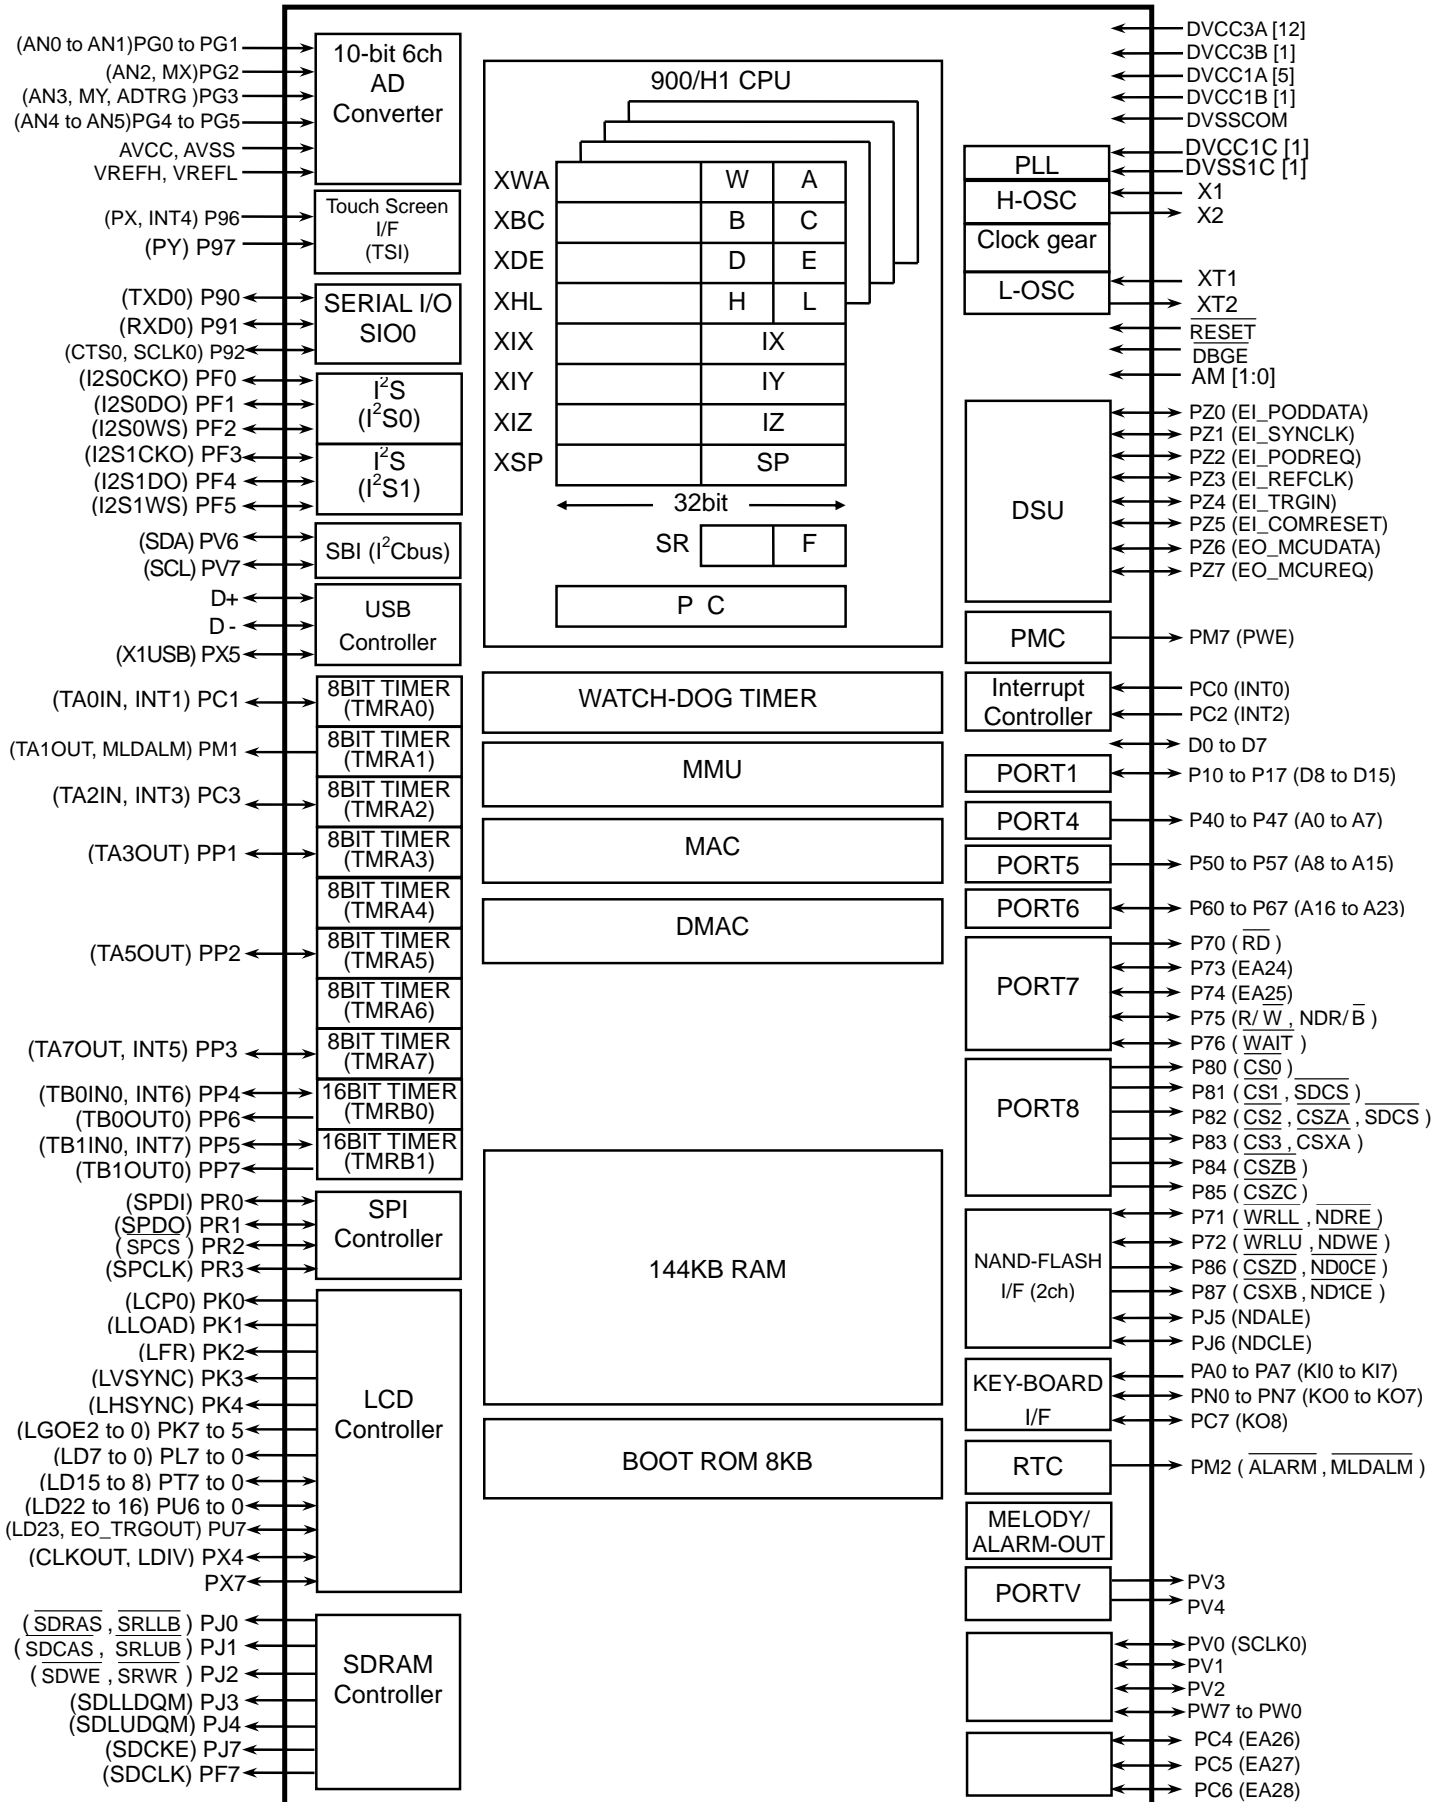 (AN0 to AN1)PG0 to PG1
(AN2, MX)PG2
(AN3, MY, ADTRG )PG3
(AN4 to AN5)PG4 to PG5
AVCC, AVSS
VREFH, VREFL
10-bit 6ch
AD
Converter
(PX, INT4) P96
(PY) P97
Touch Screen
I/F
(TSI)
(TXD0) P90
(RXD0) P91
(CTS0, SCLK0) P92
SERIAL I/O
SIO0
(I2S0CKO) PF0
(I2S0DO) PF1
(I2S0WS) PF2
I²S
(I²S0)
(I2S1CKO) PF3
(I2S1DO) PF4
(I2S1WS) PF5
I²S
(I²S1)
(SDA) PV6
(SCL) PV7
SBI (I²Cbus)
D+
D -
(X1USB) PX5
USB
Controller
(TA0IN, INT1) PC1
8BIT TIMER
(TMRA0)
(TA1OUT, MLDALM) PM1
8BIT TIMER
(TMRA1)
(TA2IN, INT3) PC3
8BIT TIMER
(TMRA2)
(TA3OUT) PP1
8BIT TIMER
(TMRA3)
8BIT TIMER
(TMRA4)
(TA5OUT) PP2
8BIT TIMER
(TMRA5)
8BIT TIMER
(TMRA6)
(TA7OUT, INT5) PP3
8BIT TIMER
(TMRA7)
(TB0IN0, INT6) PP4
(TB0OUT0) PP6
16BIT TIMER
(TMRB0)
(TB1IN0, INT7) PP5
(TB1OUT0) PP7
16BIT TIMER
(TMRB1)
(SPDI) PR0
(SPDO) PR1
(SPCS ) PR2
(SPCLK) PR3
SPI
Controller
(LCP0) PK0
(LLOAD) PK1
(LFR) PK2
(LVSYNC) PK3
(LHSYNC) PK4
(LGOE2 to 0) PK7 to 5
(LD7 to 0) PL7 to 0
(LD15 to 8) PT7 to 0
(LD22 to 16) PU6 to 0
(LD23, EO_TRGOUT) PU7
(CLKOUT, LDIV) PX4
PX7
LCD
Controller
( SDRAS , SRLLB ) PJ0
( SDCAS , SRLUB ) PJ1
( SDWE , SRWR ) PJ2
(SDLLDQM) PJ3
(SDLUDQM) PJ4
(SDCKE) PJ7
(SDCLK) PF7
SDRAM
Controller
900/H1 CPU
XWA W A
XBC B C
XDE D E
XHL H L
XIX IX
XIY IY
XIZ IZ
XSP SP
32bit
SR F
P C
WATCH-DOG TIMER
MMU
MAC
DMAC
144KB RAM
BOOT ROM 8KB
DVCC3A [12]
DVCC3B [1]
DVCC1A [5]
DVCC1B [1]
DVSSCOM
PLL
DVCC1C [1]
DVSS1C [1]
H-OSC
X1
X2
Clock gear
L-OSC
XT1
XT2
RESET
DBGE
AM [1:0]
DSU
PZ0 (EI_PODDATA)
PZ1 (EI_SYNCLK)
PZ2 (EI_PODREQ)
PZ3 (EI_REFCLK)
PZ4 (EI_TRGIN)
PZ5 (EI_COMRESET)
PZ6 (EO_MCUDATA)
PZ7 (EO_MCUREQ)
PMC
PM7 (PWE)
Interrupt
Controller
PC0 (INT0)
PC2 (INT2)
D0 to D7
PORT1
P10 to P17 (D8 to D15)
PORT4
P40 to P47 (A0 to A7)
PORT5
P50 to P57 (A8 to A15)
PORT6
P60 to P67 (A16 to A23)
PORT7
P70 ( RD )
P73 (EA24)
P74 (EA25)
P75 (R/ W , NDR/ B )
P76 ( WAIT )
PORT8
P80 ( CS0 )
P81 ( CS1 , SDCS )
P82 ( CS2 , CSZA , SDCS )
P83 ( CS3 , CSXA )
P84 ( CSZB )
P85 ( CSZC )
NAND-FLASH
I/F (2ch)
P71 ( WRLL , NDRE )
P72 ( WRLU , NDWE )
P86 ( CSZD , ND0CE )
P87 ( CSXB , ND1CE )
PJ5 (NDALE)
PJ6 (NDCLE)
KEY-BOARD
I/F
PA0 to PA7 (KI0 to KI7)
PN0 to PN7 (KO0 to KO7)
PC7 (KO8)
RTC
PM2 ( ALARM , MLDALM )
MELODY/
ALARM-OUT
PORTV
PV3
PV4
PV0 (SCLK0)
PV1
PV2
PW7 to PW0
PC4 (EA26)
PC5 (EA27)
PC6 (EA28)